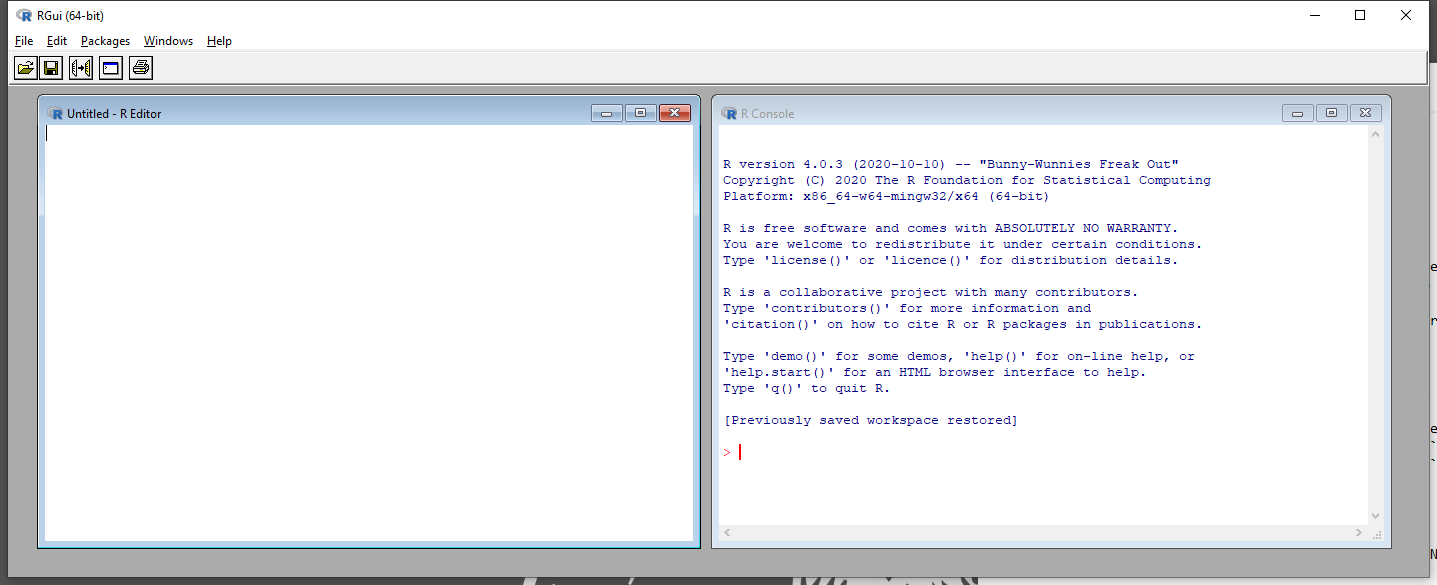 RGui (64-bit)
File Edit Packages Windows Help
Untitled - R Editor
R Console
R version 4.0.3 (2020-10-10) -- "Bunny-Wunnies Freak Out"
Copyright (C) 2020 The R Foundation for Statistical Computing
Platform: x86_64-w64-mingw32/x64 (64-bit)
R is free software and comes with ABSOLUTELY NO WARRANTY.
You are welcome to redistribute it under certain conditions.
Type 'license()' or 'licence()' for distribution details.
R is a collaborative project with many contributors.
Type 'contributors()' for more information and
'citation()' on how to cite R or R packages in publications.
Type 'demo()' for some demos, 'help()' for on-line help, or
'help.start()' for an HTML browser interface to help.
Type 'q()' to quit R.
[Previously saved workspace restored]
>